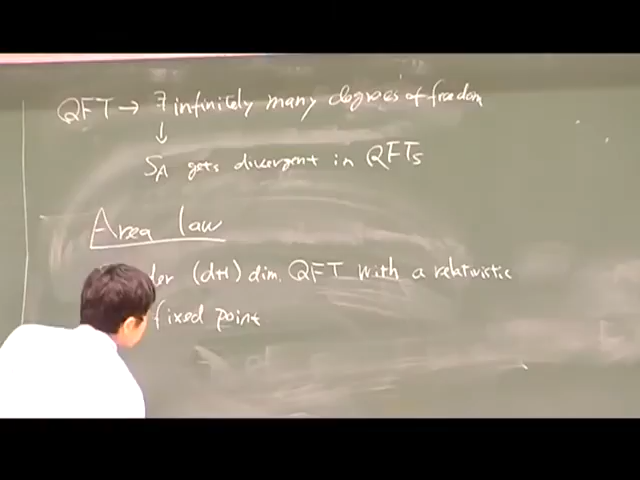 QFT → ∃ infinitely many degrees of freedom
↓
S_A gets divergent in QFTs
Area law
(d+1) dim. QFT with a relativistic
fixed point